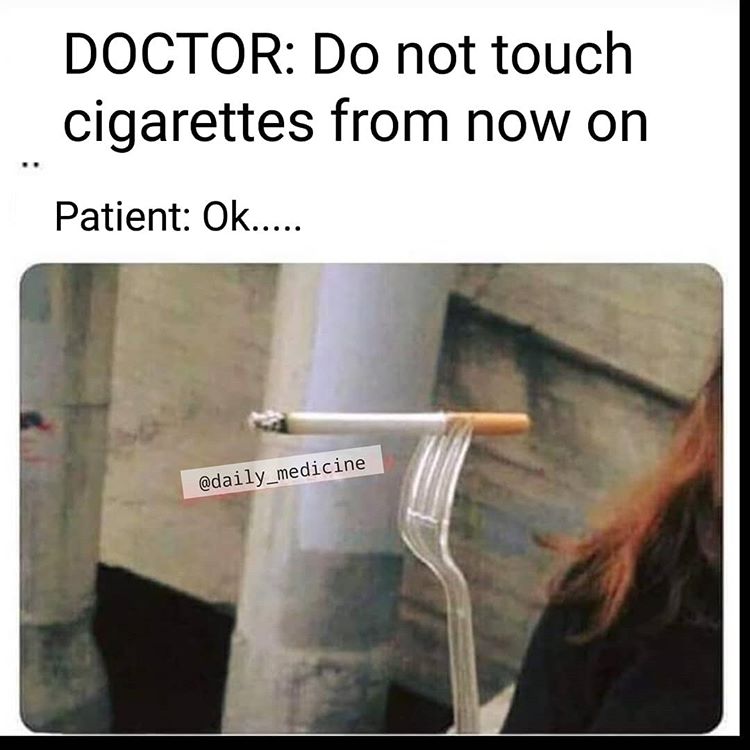 DOCTOR: Do not touch
cigarettes from now on
..
Patient: Ok.....
@daily_medicine